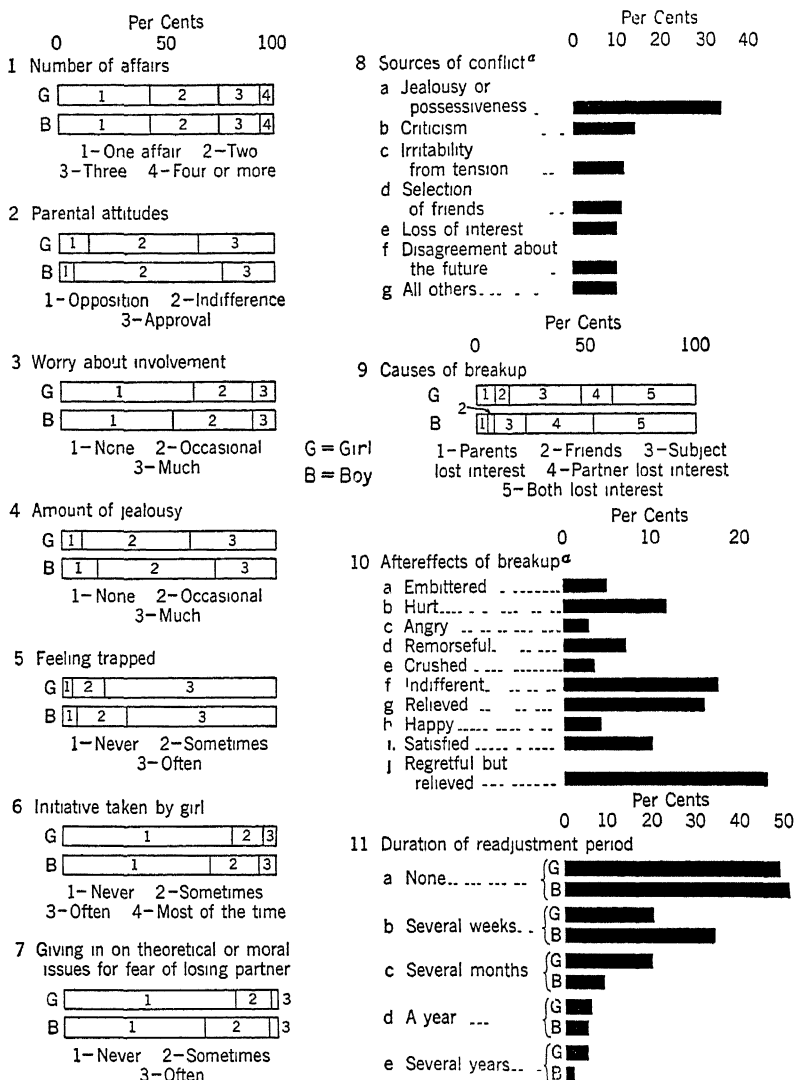 Per Cents
0 50 100
1 Number of affairs
G 1 2 3 4
B 1 2 3 4
1-One affair 2-Two
3-Three 4-Four or more
2 Parental attitudes
G 1 2 3
B 1 2 3
1-Opposition 2-Indifference
3-Approval
3 Worry about involvement
G 1 2 3
B 1 2 3
1-None 2-Occasional
3-Much
4 Amount of jealousy
G 1 2 3
B 1 2 3
1-None 2-Occasional
3-Much
5 Feeling trapped
G 1 2 3
B 1 2 3
1-Never 2-Sometimes
3-Often
6 Initiative taken by girl
G 1 2 3
B 1 2 3
1-Never 2-Sometimes
3-Often 4-Most of the time
7 Giving in on theoretical or moral
issues for fear of losing partner
G 1 2 3
B 1 2 3
1-Never 2-Sometimes
3-Often
G = Girl
B = Boy
Per Cents
0 10 20 30 40
8 Sources of conflict a
a Jealousy or
possessiveness
b Criticism
c Irritability
from tension
d Selection
of friends
e Loss of interest
f Disagreement about
the future
g All others
Per Cents
0 50 100
9 Causes of breakup
G 1 2 3 4 5
2
B 1 3 4 5
1-Parents 2-Friends 3-Subject
lost interest 4-Partner lost interest
5-Both lost interest
Per Cents
0 10 20
10 Aftereffects of breakup a
a Embittered
b Hurt
c Angry
d Remorseful
e Crushed
f Indifferent
g Relieved
h Happy
i. Satisfied
j Regretful but
relieved
Per Cents
0 10 20 30 40 50
11 Duration of readjustment period
a None G
B
b Several weeks G
B
c Several months G
B
d A year G
B
e Several years G
B